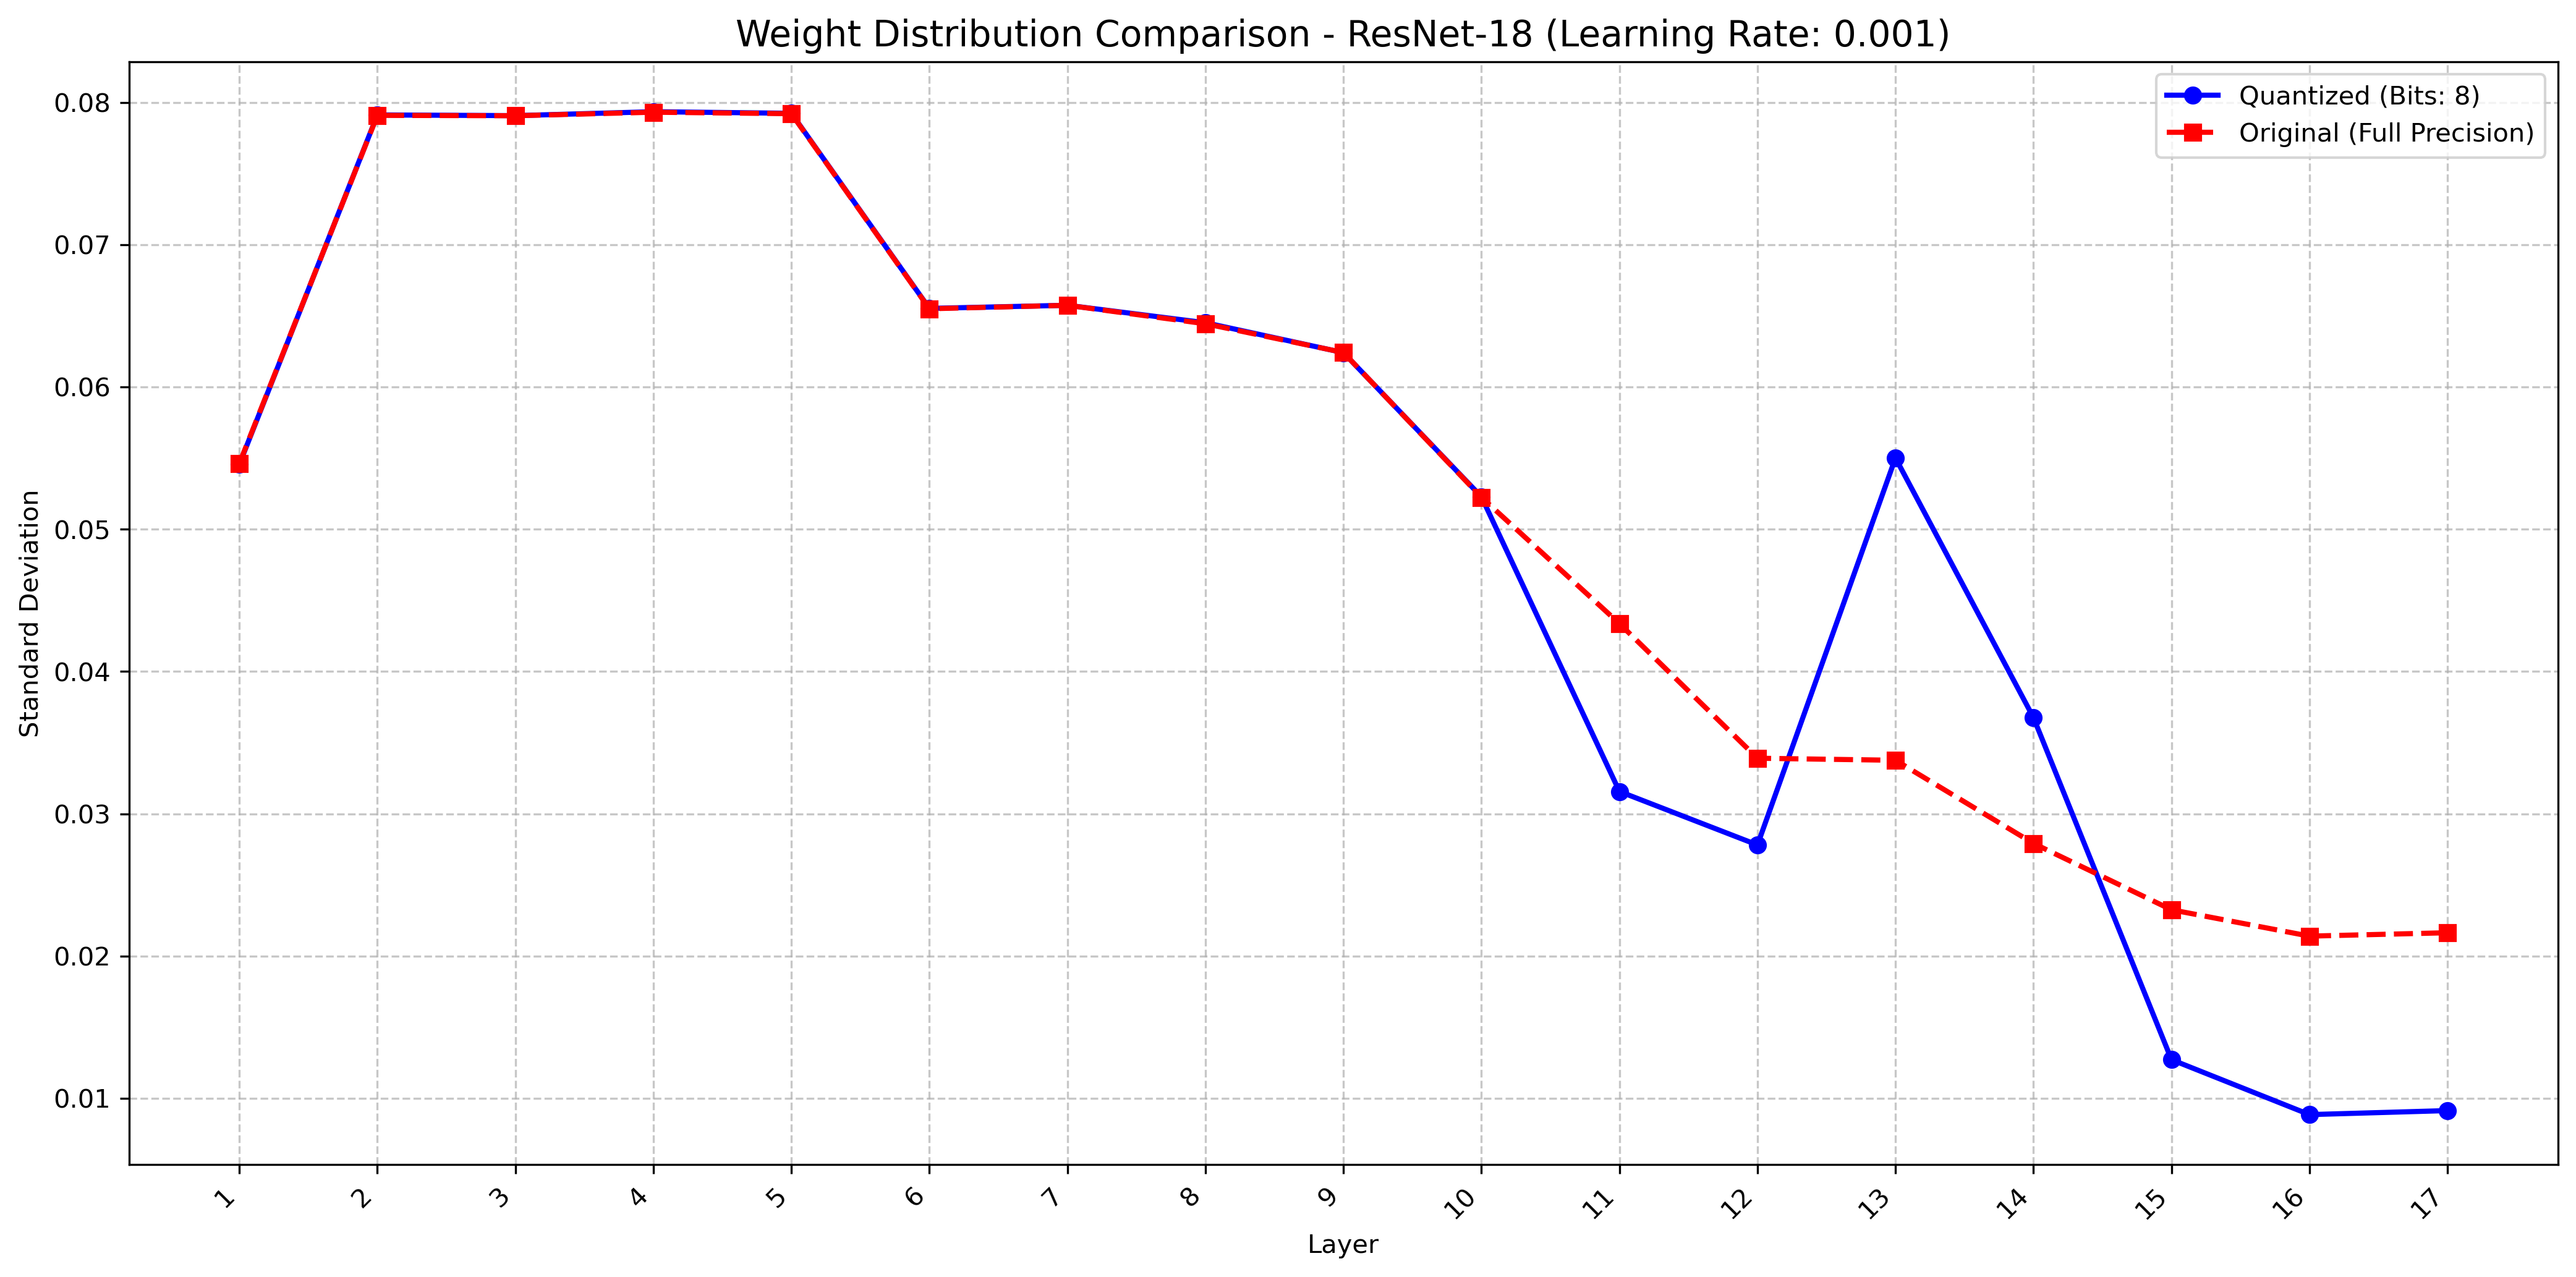 Weight Distribution Comparison - ResNet-18 (Learning Rate: 0.001)
Quantized (Bits: 8)
Original (Full Precision)
Standard Deviation
0.08
0.07
0.06
0.05
0.04
0.03
0.02
0.01
1 2 3 4 5 6 7 8 9 10 11 12 13 14 15 16 17
Layer